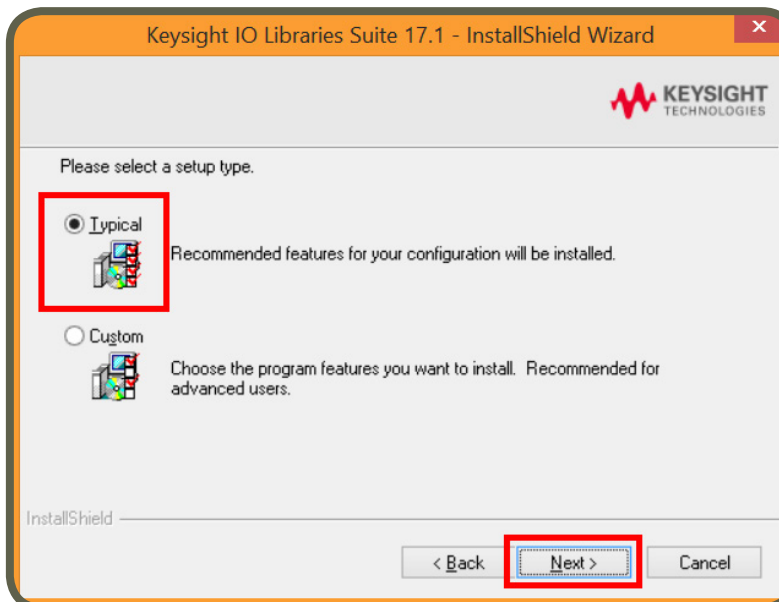 Keysight IO Libraries Suite 17.1 - InstallShield Wizard
KEYSIGHT
TECHNOLOGIES
Please select a setup type.
Typical
Recommended features for your configuration will be installed.
Custom
Choose the program features you want to install. Recommended for
advanced users.
InstallShield
< Back
Next >
Cancel